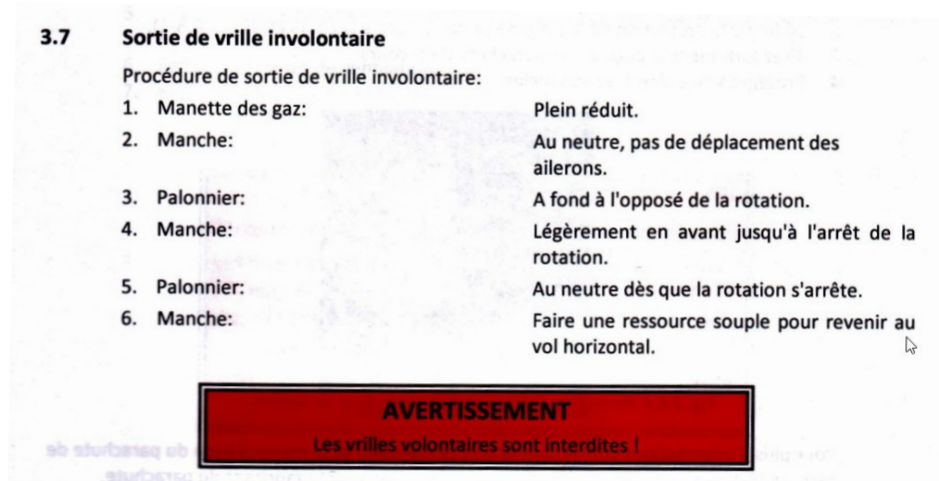 3.7 Sortie de vrille involontaire
Procédure de sortie de vrille involontaire:
1. Manette des gaz: Plein réduit.
2. Manche: Au neutre, pas de déplacement des
ailerons.
3. Palonnier: A fond à l'opposé de la rotation.
4. Manche: Légèrement en avant jusqu'à l'arrêt de la
rotation.
5. Palonnier: Au neutre dès que la rotation s'arrête.
6. Manche: Faire une ressource souple pour revenir au
vol horizontal.
AVERTISSEMENT
Les vrilles volontaires sont interdites !